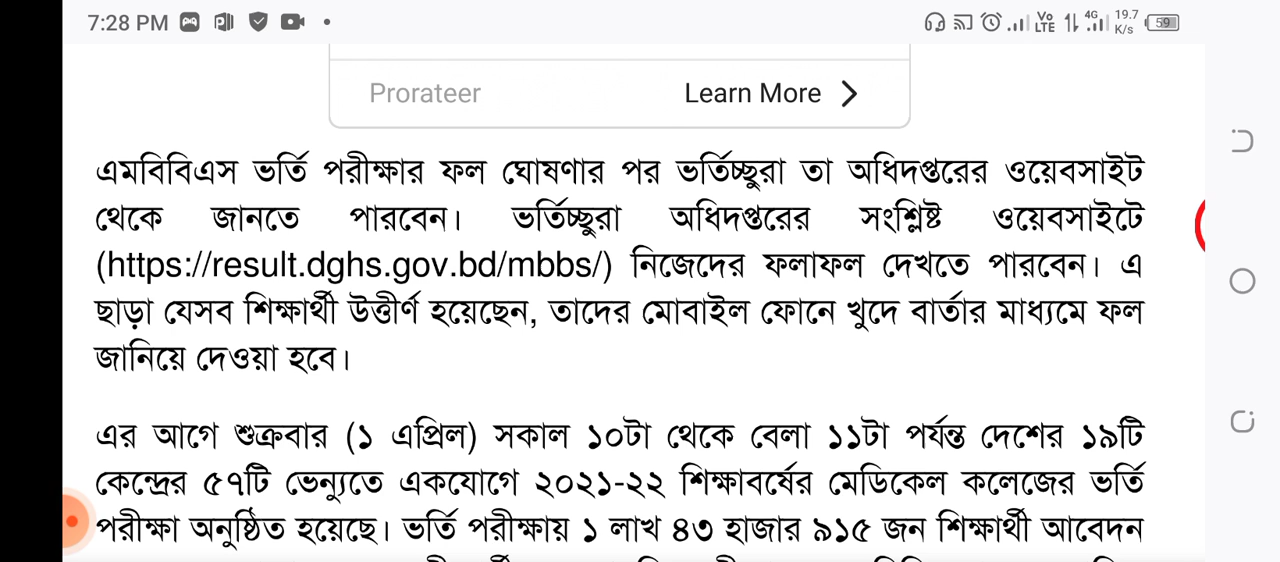 7:28 PM
Vo LTE 4G 19.7 K/s 59
Prorateer Learn More
এমবিবিএস ভর্তি পরীক্ষার ফল ঘোষণার পর ভর্তিচ্ছুরা তা অধিদপ্তরের ওয়েবসাইট
থেকে জানতে পারবেন। ভর্তিচ্ছুরা অধিদপ্তরের সংশ্লিষ্ট ওয়েবসাইটে
(https://result.dghs.gov.bd/mbbs/) নিজেদের ফলাফল দেখতে পারবেন। এ
ছাড়া যেসব শিক্ষার্থী উত্তীর্ণ হয়েছেন, তাদের মোবাইল ফোনে খুদে বার্তার মাধ্যমে ফল
জানিয়ে দেওয়া হবে।
এর আগে শুক্রবার (১ এপ্রিল) সকাল ১০টা থেকে বেলা ১১টা পর্যন্ত দেশের ১৯টি
কেন্দ্রের ৫৭টি ভেন্যুতে একযোগে ২০২১-২২ শিক্ষাবর্ষের মেডিকেল কলেজের ভর্তি
পরীক্ষা অনুষ্ঠিত হয়েছে। ভর্তি পরীক্ষায় ১ লাখ ৪৩ হাজার ৯১৫ জন শিক্ষার্থী আবেদন